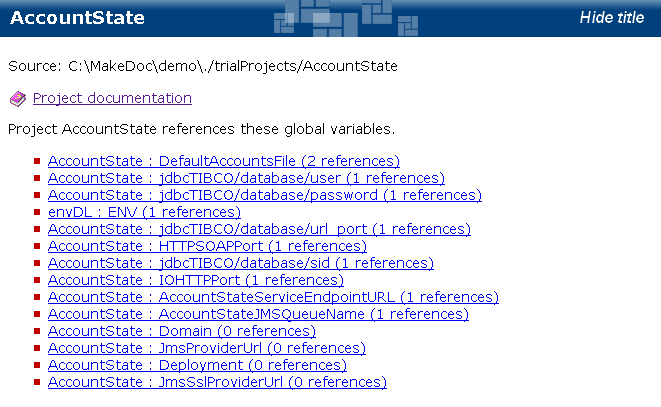 AccountState
Hide title
Source: C:\MakeDoc\demo\./trialProjects/AccountState
Project documentation
Project AccountState references these global variables.
AccountState : DefaultAccountsFile (2 references)
AccountState : jdbcTIBCO/database/user (1 references)
AccountState : jdbcTIBCO/database/password (1 references)
envDL : ENV (1 references)
AccountState : jdbcTIBCO/database/url_port (1 references)
AccountState : HTTPSOAPPort (1 references)
AccountState : jdbcTIBCO/database/sid (1 references)
AccountState : IOHTTPPort (1 references)
AccountState : AccountStateServiceEndpointURL (1 references)
AccountState : AccountStateJMSQueueName (1 references)
AccountState : Domain (0 references)
AccountState : JmsProviderUrl (0 references)
AccountState : Deployment (0 references)
AccountState : JmsSslProviderUrl (0 references)